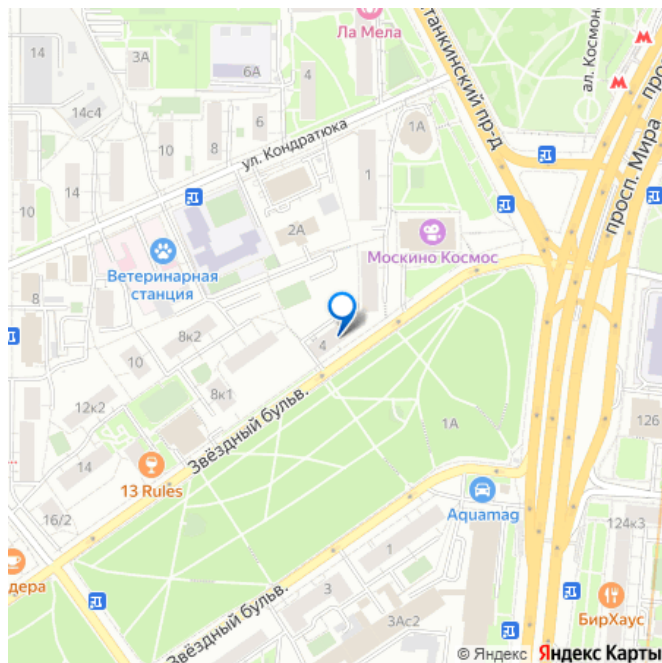 14
3А
6А
Ла Мела
4
танкинский пр-д
ал. Космон
М
М
просп. Мира
пр
14с4
6
8
10
14
10
ул. Кондратюка
1А
1
2А
Москино Космос
Ветеринарная
станция
8
8к2
10
4
12к2
8к1
Звёздный бульв.
14
13 Rules
16/2
1А
126
Aquamag
124к3
дера
1
3
Звёздный бульв.
3Ас2
БирХаус
© Яндекс Яндекс Карты